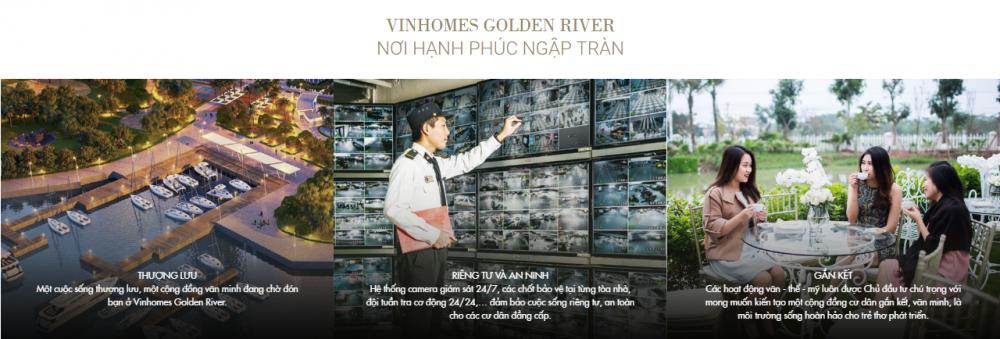 VINHOMES GOLDEN RIVER
NƠI HẠNH PHÚC NGẬP TRÀN
THƯỢNG LƯU
Một cuộc sống thượng lưu, một cộng đồng văn minh đang chờ đón
bạn ở Vinhomes Golden River.
RIÊNG TƯ VÀ AN NINH
Hệ thống camera giám sát 24/7, các chốt bảo vệ tại từng tòa nhà,
đội tuần tra cơ động 24/24,... đảm bảo cuộc sống riêng tư, an toàn
cho các cư dân đẳng cấp.
GẮN KẾT
Các hoạt động văn - thể - mỹ luôn được Chủ đầu tư chú trọng với
mong muốn kiến tạo một cộng đồng cư dân gắn kết, văn minh, là
môi trường sống hoàn hảo cho trẻ thơ phát triển.